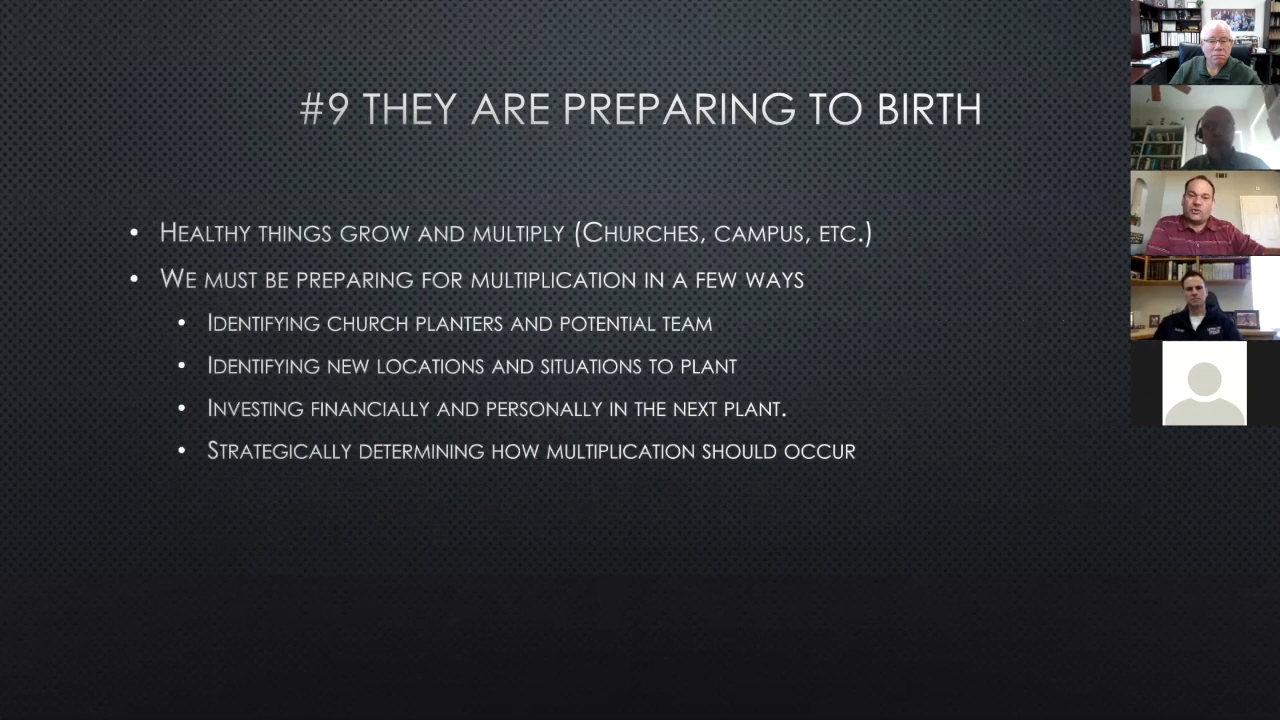 #9 THEY ARE PREPARING TO BIRTH
• HEALTHY THINGS GROW AND MULTIPLY (CHURCHES, CAMPUS, ETC.)
• WE MUST BE PREPARING FOR MULTIPLICATION IN A FEW WAYS
• IDENTIFYING CHURCH PLANTERS AND POTENTIAL TEAM
• IDENTIFYING NEW LOCATIONS AND SITUATIONS TO PLANT
• INVESTING FINANCIALLY AND PERSONALLY IN THE NEXT PLANT.
• STRATEGICALLY DETERMINING HOW MULTIPLICATION SHOULD OCCUR